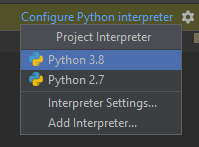 Configure Python interpreter
Project Interpreter
Python 3.8
Python 2.7
Interpreter Settings...
Add Interpreter...